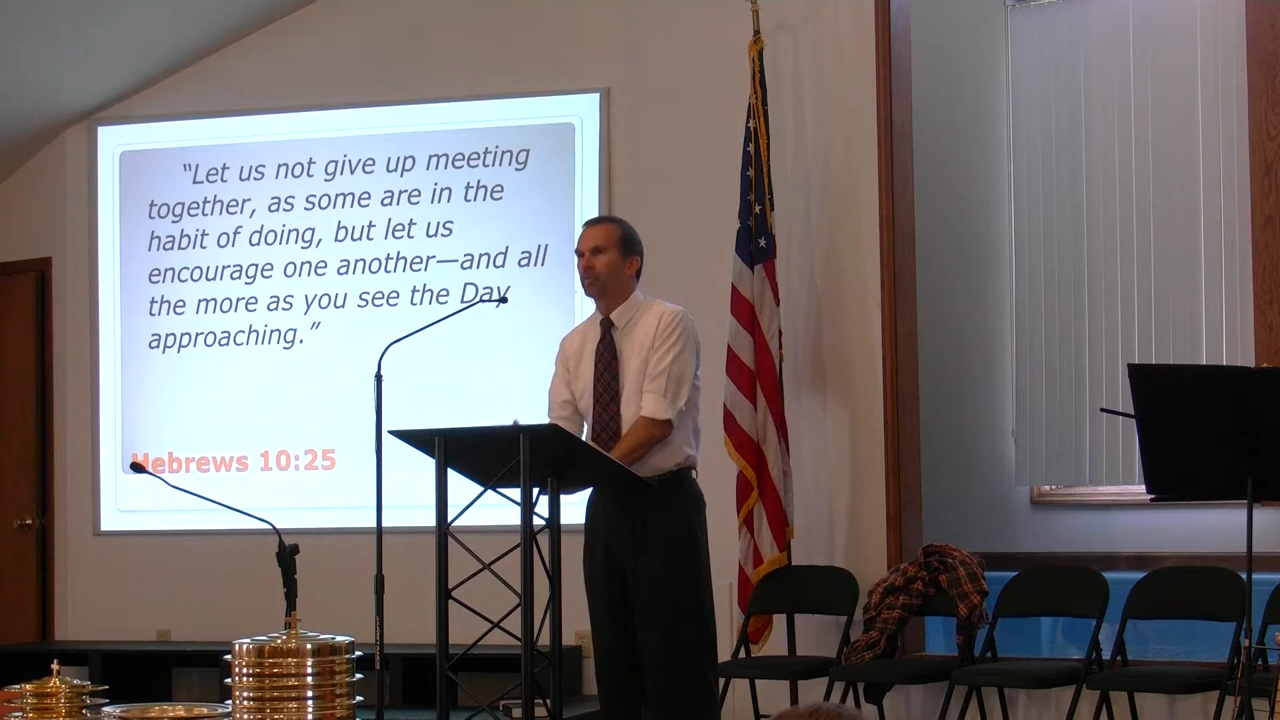 “Let us not give up meeting
together, as some are in the
habit of doing, but let us
encourage one another—and all
the more as you see the Day
approaching.”
Hebrews 10:25